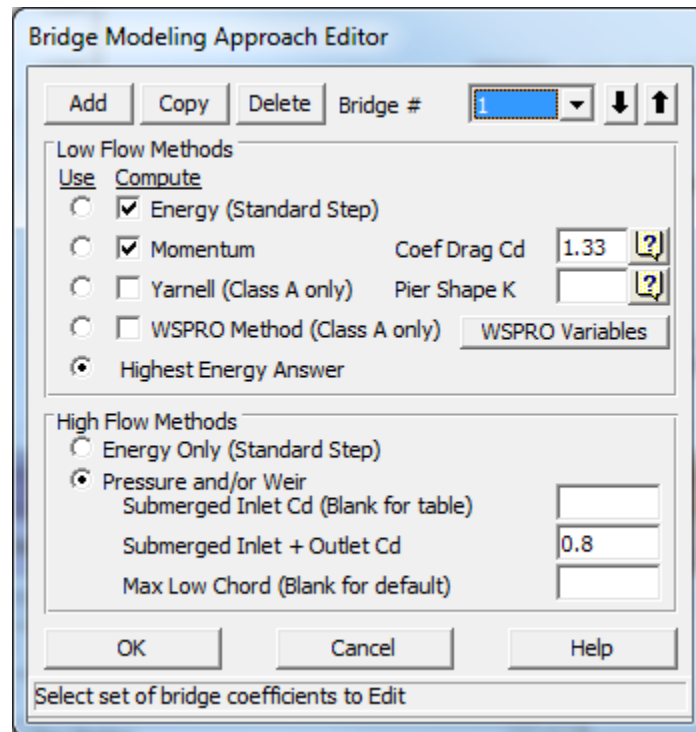 Bridge Modeling Approach Editor
Add Copy Delete Bridge # 1
Low Flow Methods
Use Compute
Energy (Standard Step)
Momentum Coef Drag Cd 1.33 ?
Yarnell (Class A only) Pier Shape K ?
WSPRO Method (Class A only) WSPRO Variables
Highest Energy Answer
High Flow Methods
Energy Only (Standard Step)
Pressure and/or Weir
Submerged Inlet Cd (Blank for table)
Submerged Inlet + Outlet Cd 0.8
Max Low Chord (Blank for default)
OK Cancel Help
Select set of bridge coefficients to Edit